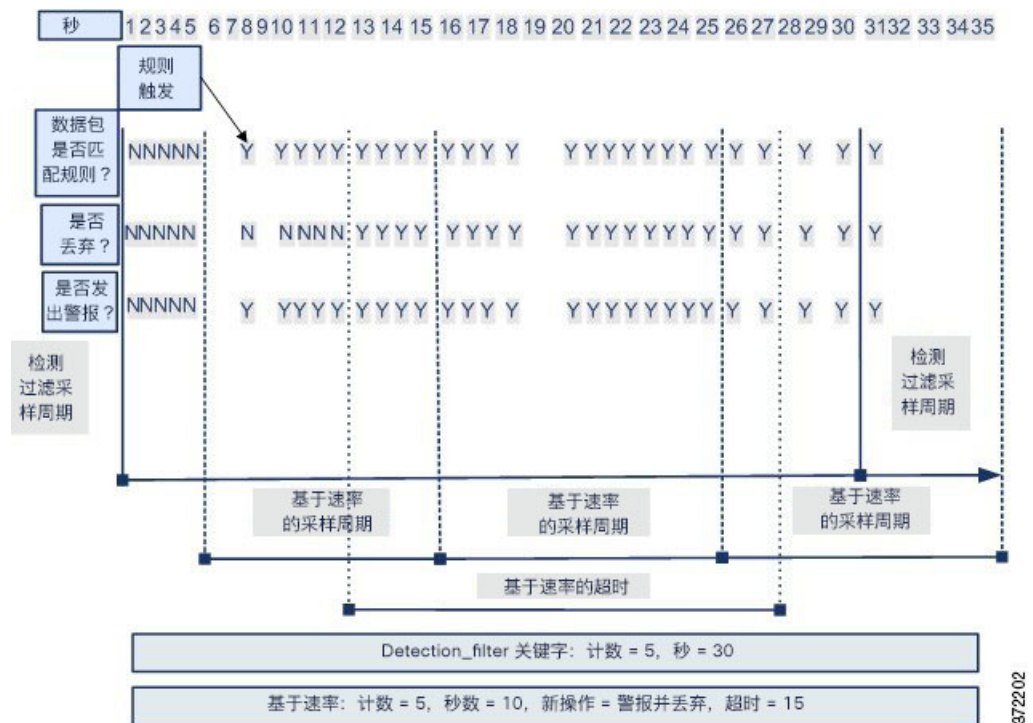 秒
1 2 3 4 5 6 7 8 9 10 11 12 13 14 15 16 17 18 19 20 21 22 23 24 25 26 27 28 29 30 31 32 33 34 35
规则
触发
数据包
是否匹
配规则？
NNNNN Y YYYY YYYY YYY Y YYYYYYYY Y Y Y Y Y
是否
丢弃？
NNNNN N NNNN YYYY YYYY YYYYYYYY Y Y Y Y Y
是否发
出警报？
NNNNN Y YYYY YYYY YYY Y YYYYYYYY Y Y Y Y Y
检测
过滤采
样周期
检测
过滤采
样周期
基于速率
的采样周期
基于速率
的采样周期
基于速率
的采样周期
基于速率的超时
Detection_filter 关键字：计数 = 5，秒 = 30
基于速率：计数 = 5，秒数 = 10，新操作 = 警报并丢弃，超时 = 15